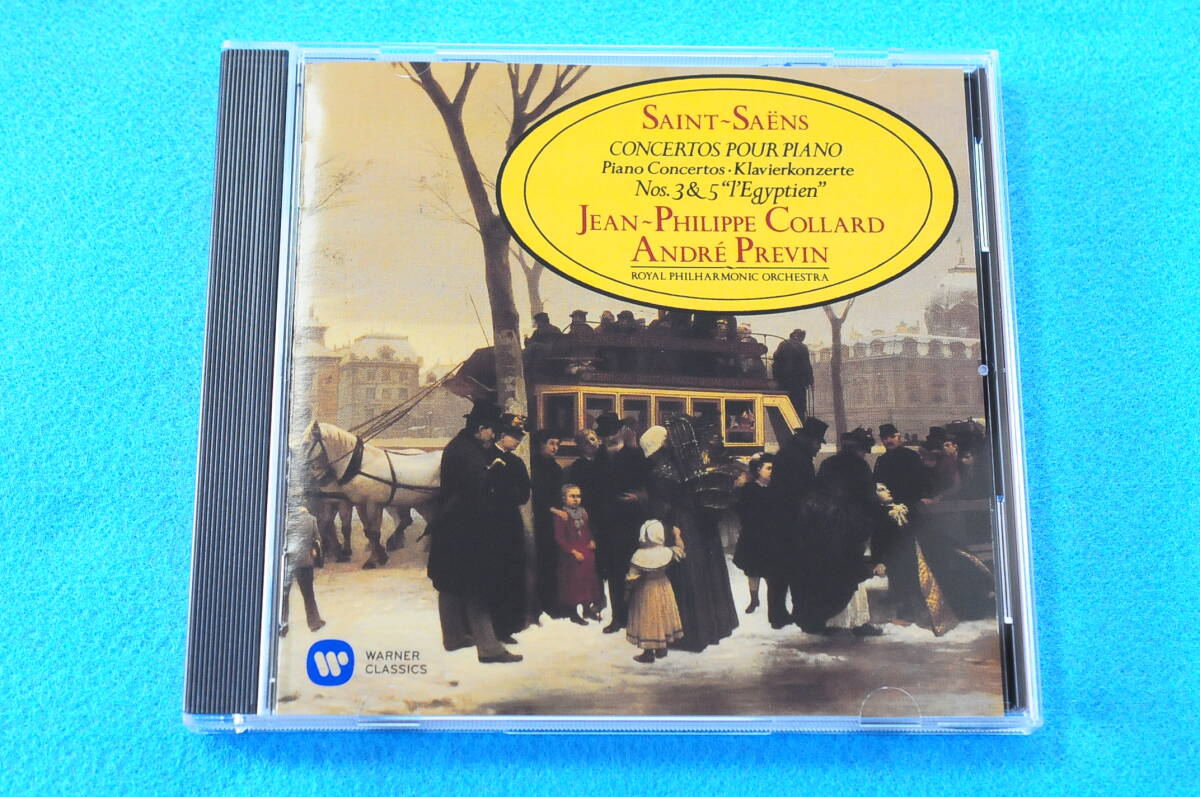 SAINT~SAËNS
CONCERTOS POUR PIANO
Piano Concertos · Klavierkonzerte
Nos. 3 & 5 "l'Egyptien"
JEAN~PHILIPPE COLLARD
ANDRÉ PREVIN
ROYAL PHILHARMONIC ORCHESTRA
WARNER
CLASSICS